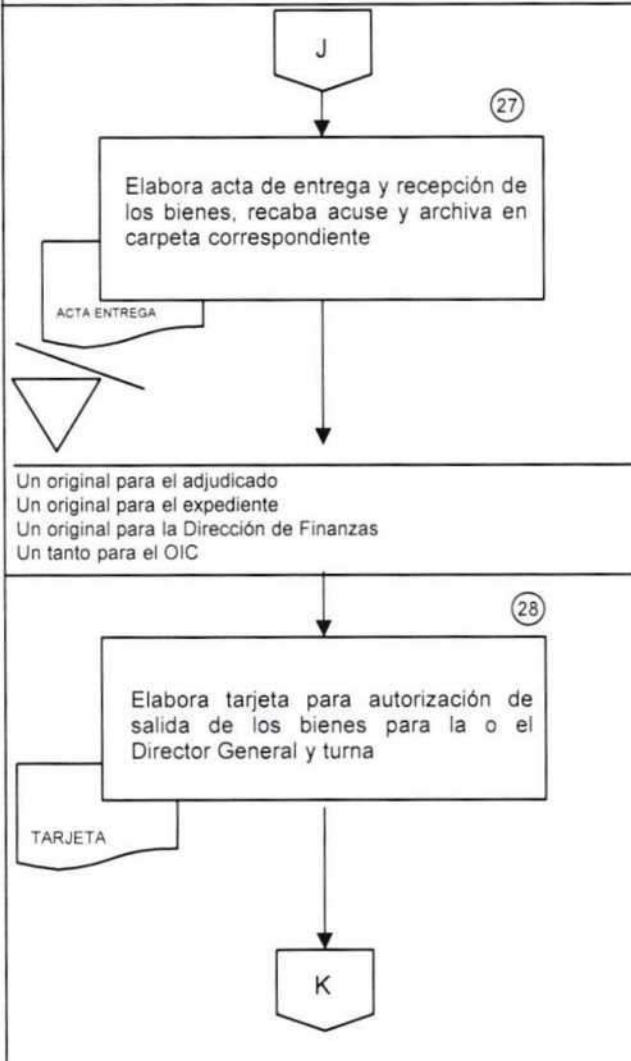 J
27
Elabora acta de entrega y recepción de
los bienes, recaba acuse y archiva en
carpeta correspondiente
ACTA ENTREGA
Un original para el adjudicado
Un original para el expediente
Un original para la Dirección de Finanzas
Un tanto para el OIC
28
Elabora tarjeta para autorización de
salida de los bienes para la o el
Director General y turna
TARJETA
K